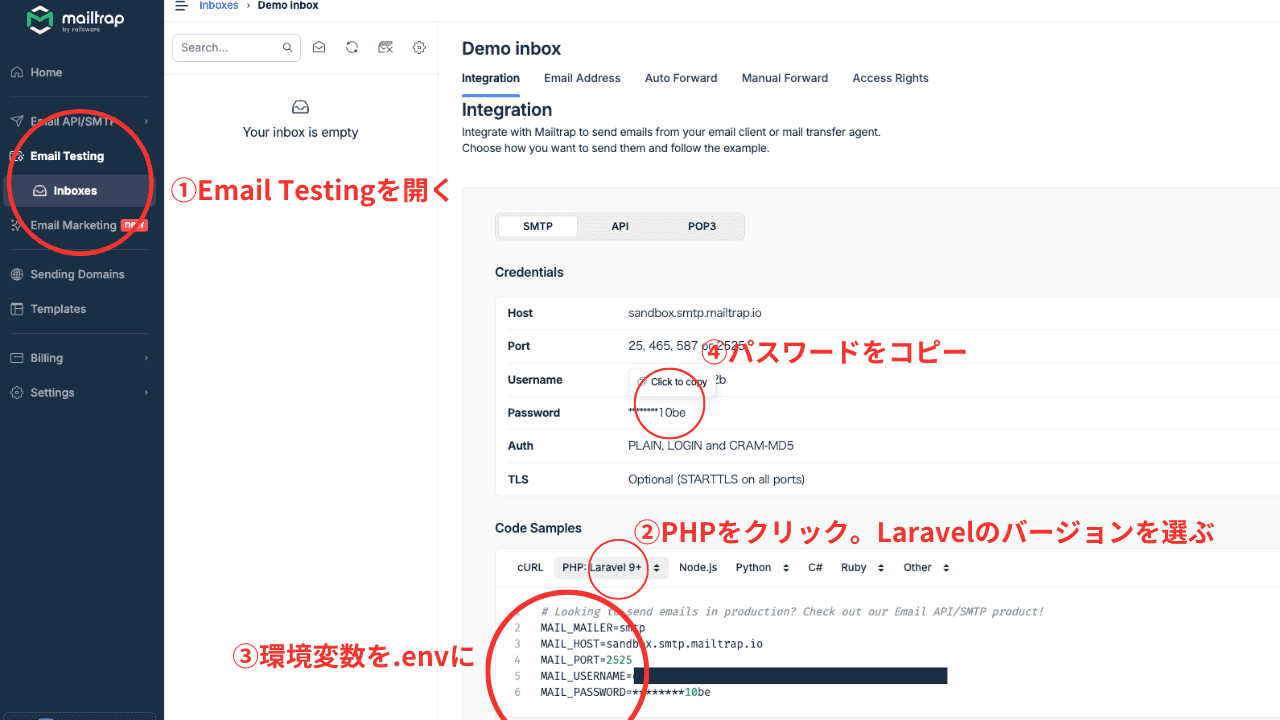 mailtrap
by railsware
Home
Email API/SMTP
Email Testing
Inboxes
Email Marketing new
Sending Domains
Templates
Billing
Settings
Inboxes › Demo inbox
Search...
Your inbox is empty
①Email Testingを開く
Demo inbox
Integration Email Address Auto Forward Manual Forward Access Rights
Integration
Integrate with Mailtrap to send emails from your email client or mail transfer agent.
Choose how you want to send them and follow the example.
SMTP API POP3
Credentials
Host sandbox.smtp.mailtrap.io
Port 25, 465, 587 or 2525
④パスワードをコピー
Username 2b
Click to copy
Password ********10be
Auth PLAIN, LOGIN and CRAM-MD5
TLS Optional (STARTTLS on all ports)
Code Samples
②PHPをクリック。Laravelのバージョンを選ぶ
cURL PHP: Laravel 9+ Node.js Python C# Ruby Other
1 # Looking to send emails in production? Check out our Email API/SMTP product!
2 MAIL_MAILER=smtp
3 MAIL_HOST=sandbox.smtp.mailtrap.io
③環境変数を.envに
4 MAIL_PORT=2525
5 MAIL_USERNAME=
6 MAIL_PASSWORD=********10be